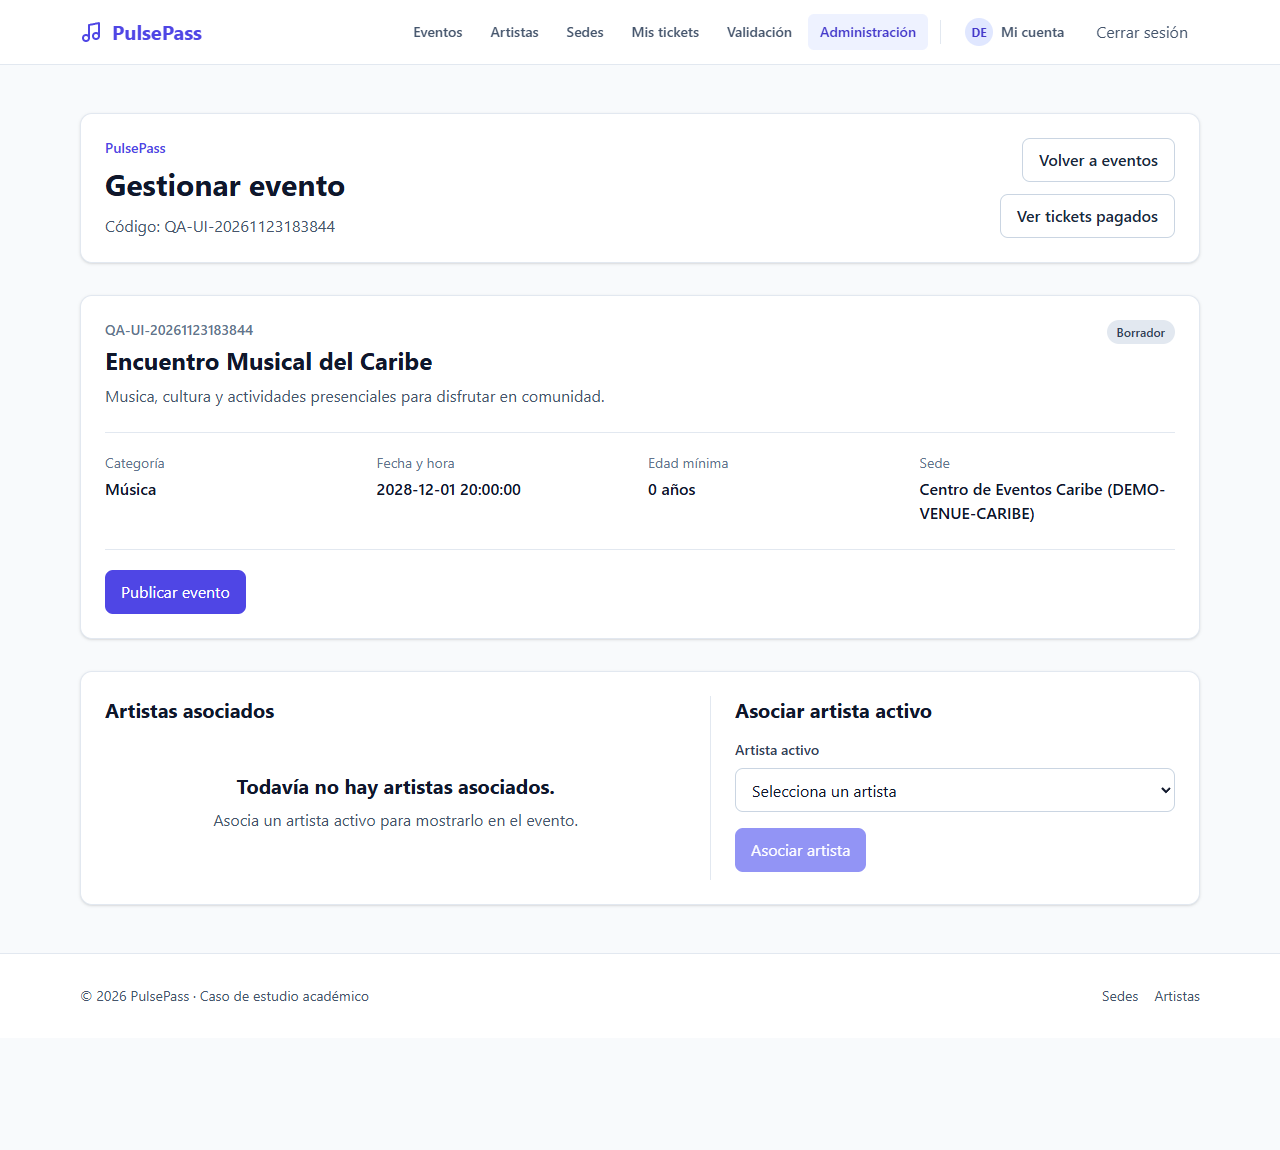 PulsePass
Eventos
Artistas
Sedes
Mis tickets
Validación
Administración
DE
Mi cuenta
Cerrar sesión
PulsePass
Gestionar evento
Código: QA-UI-20261123183844
Volver a eventos
Ver tickets pagados
QA-UI-20261123183844
Borrador
Encuentro Musical del Caribe
Musica, cultura y actividades presenciales para disfrutar en comunidad.
Categoría
Música
Fecha y hora
2028-12-01 20:00:00
Edad mínima
0 años
Sede
Centro de Eventos Caribe (DEMO-
VENUE-CARIBE)
Publicar evento
Artistas asociados
Todavía no hay artistas asociados.
Asocia un artista activo para mostrarlo en el evento.
Asociar artista activo
Artista activo
Selecciona un artista
Asociar artista
© 2026 PulsePass · Caso de estudio académico
Sedes
Artistas